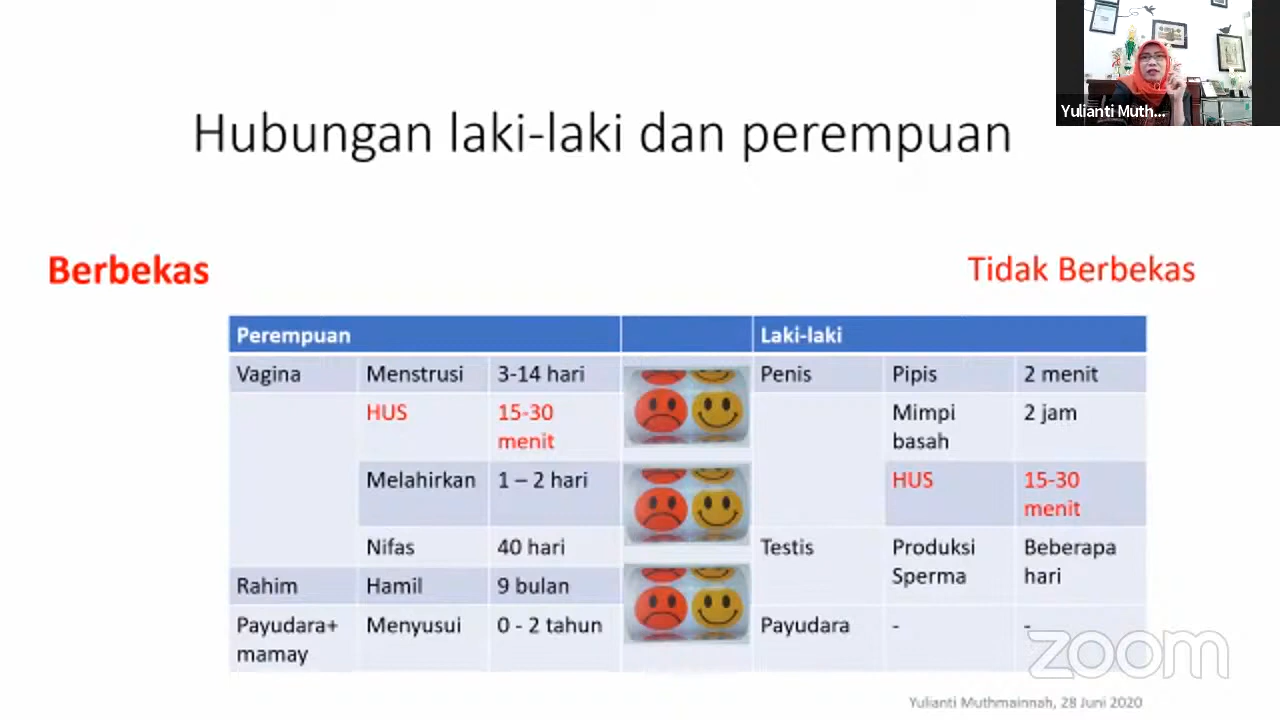 Yulianti Muth...
Hubungan laki-laki dan perempuan
Berbekas
Tidak Berbekas
Perempuan Laki-laki
Vagina Menstrusi 3-14 hari Penis Pipis 2 menit
HUS 15-30 menit Mimpi basah 2 jam
Melahirkan 1 – 2 hari HUS 15-30 menit
Nifas 40 hari Testis Produksi Sperma Beberapa hari
Rahim Hamil 9 bulan
Payudara+ mamay Menyusui 0 - 2 tahun Payudara - -
zoom
Yulianti Muthmainnah, 28 Juni 2020